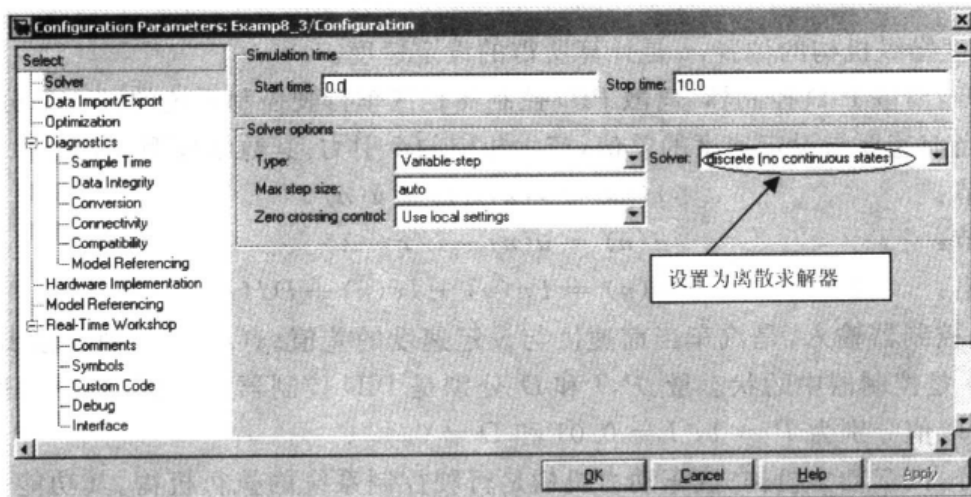 Configuration Parameters: Examp8_3/Configuration
Select:
Solver
Data Import/Export
Optimization
Diagnostics
Sample Time
Data Integrity
Conversion
Connectivity
Compatibility
Model Referencing
Hardware Implementation
Model Referencing
Real-Time Workshop
Comments
Symbols
Custom Code
Debug
Interface
Simulation time
Start time: 0.0
Stop time: 10.0
Solver options
Type: Variable-step
Solver: discrete (no continuous states)
Max step size: auto
Zero crossing control: Use local settings
设置为离散求解器
OK
Cancel
Help
Apply